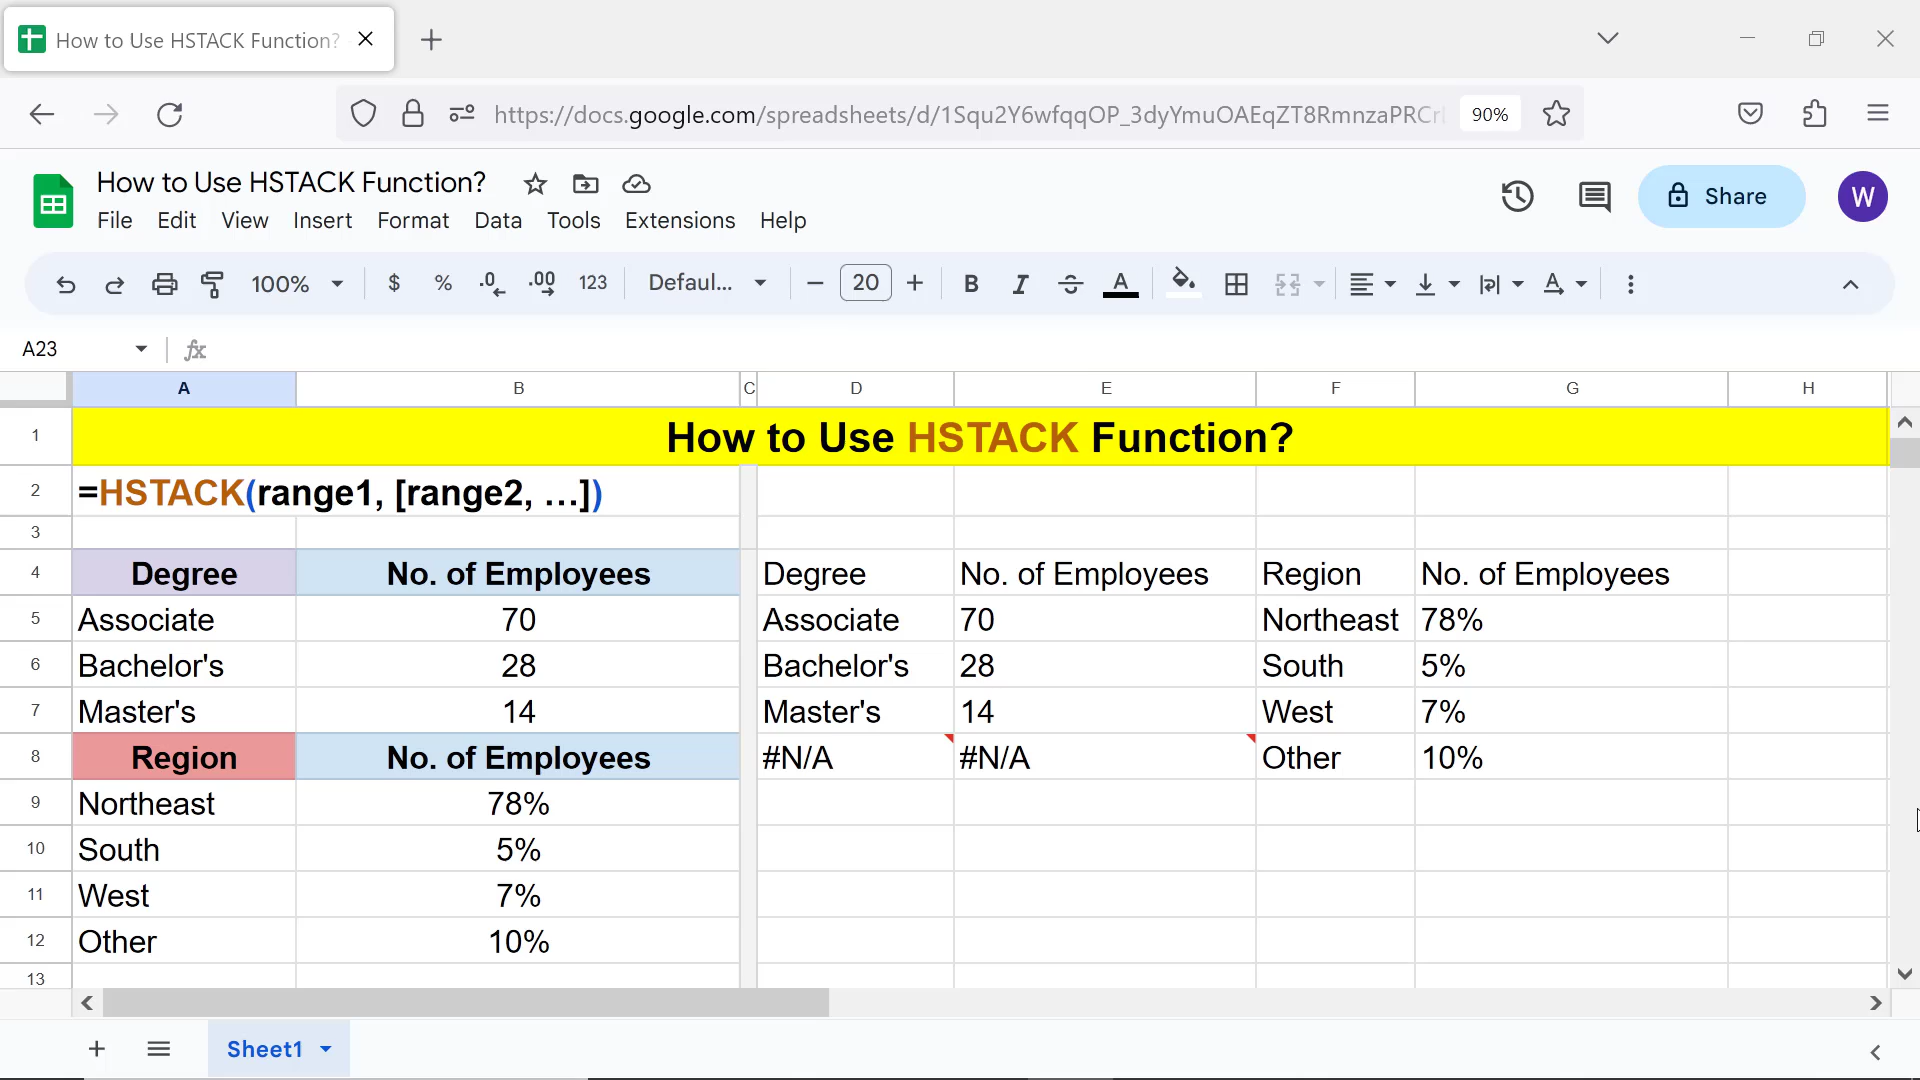 How to Use HSTACK Function?
https://docs.google.com/spreadsheets/d/1Squ2Y6wfqqOP_3dyYmuOAEqZT8RmnzaPRCr
90%
How to Use HSTACK Function?
File Edit View Insert Format Data Tools Extensions Help
Share
W
100% $ % .0 .00 123 Defaul... 20 B I S A A
A23 fx
A B C D E F G H
1 How to Use HSTACK Function?
2 =HSTACK(range1, [range2, …])
3
4 Degree No. of Employees Degree No. of Employees Region No. of Employees
5 Associate 70 Associate 70 Northeast 78%
6 Bachelor's 28 Bachelor's 28 South 5%
7 Master's 14 Master's 14 West 7%
8 Region No. of Employees #N/A #N/A Other 10%
9 Northeast 78%
10 South 5%
11 West 7%
12 Other 10%
13
Sheet1